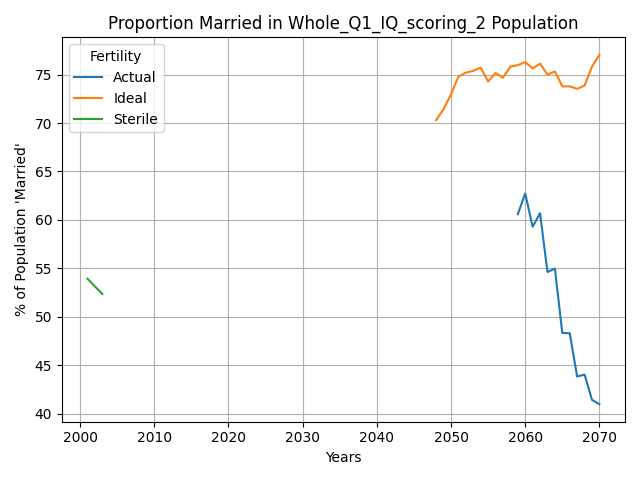 Proportion Married in Whole_Q1_IQ_scoring_2 Population
Fertility
Actual
Ideal
Sterile
% of Population 'Married'
75
70
65
60
55
50
45
40
2000 2010 2020 2030 2040 2050 2060 2070
Years